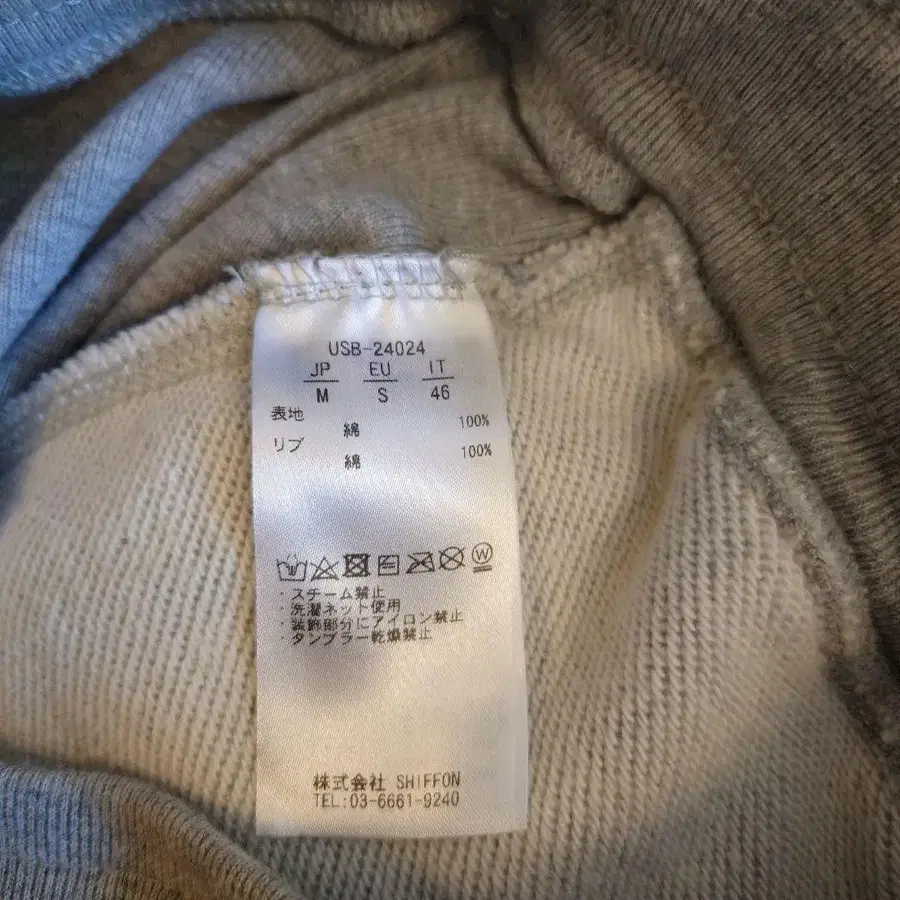 USB-24024
JP EU IT
M S 46
表地
綿 100%
リブ
綿 100%
・スチーム禁止
・洗濯ネット使用
・装飾部分にアイロン禁止
・タンブラー乾燥禁止
株式会社 SHIFFON
TEL:03-6661-9240